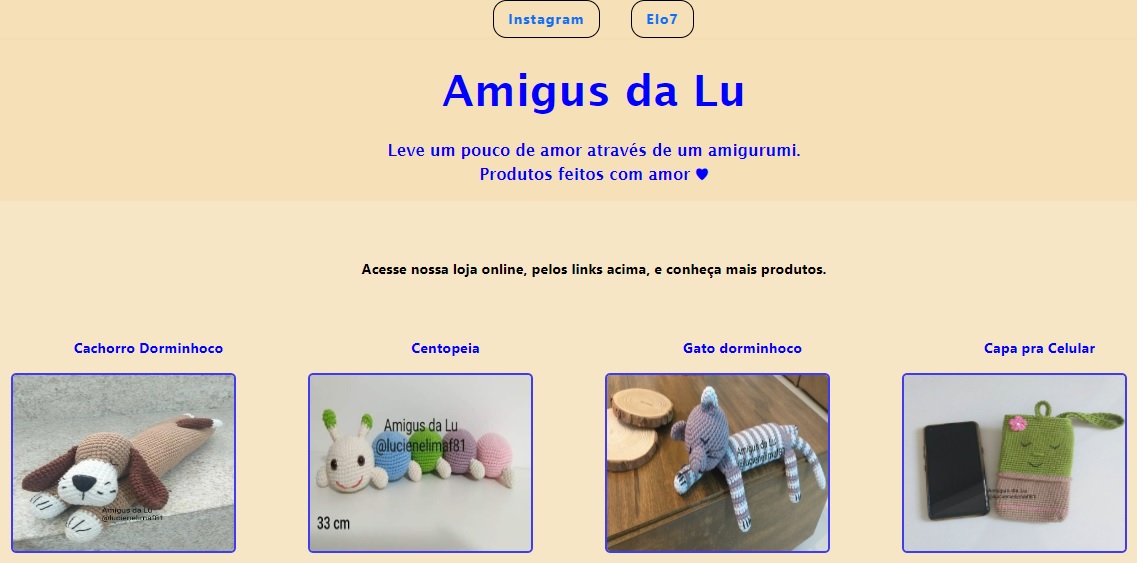 Instagram
Elo7
Amigus da Lu
Leve um pouco de amor através de um amigurumi.
Produtos feitos com amor ♥
Acesse nossa loja online, pelos links acima, e conheça mais produtos.
Cachorro Dorminhoco
Centopeia
Gato dorminhoco
Capa pra Celular
Amigus da Lu
@lucienelimaf81
Amigus da Lu
@lucienelimaf81
33 cm
Amigus da Lu
@lucienelimaf81
Amigus da Lu
@lucienelimaf81